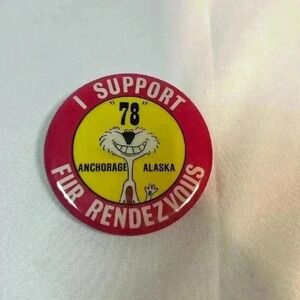 I SUPPORT
"78"
ANCHORAGE ALASKA
FUR RENDEZVOUS